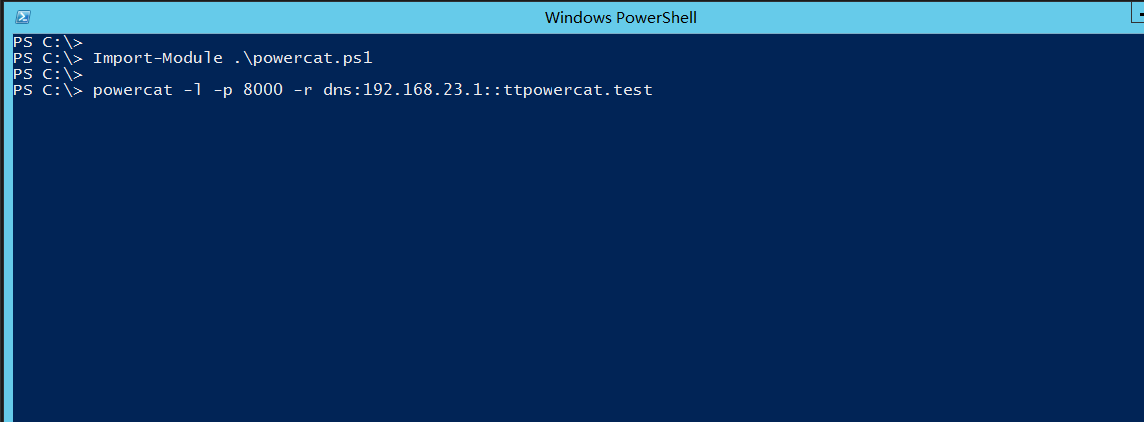 Windows PowerShell
PS C:\>
PS C:\> Import-Module .\powercat.ps1
PS C:\>
PS C:\> powercat -l -p 8000 -r dns:192.168.23.1::ttpowercat.test